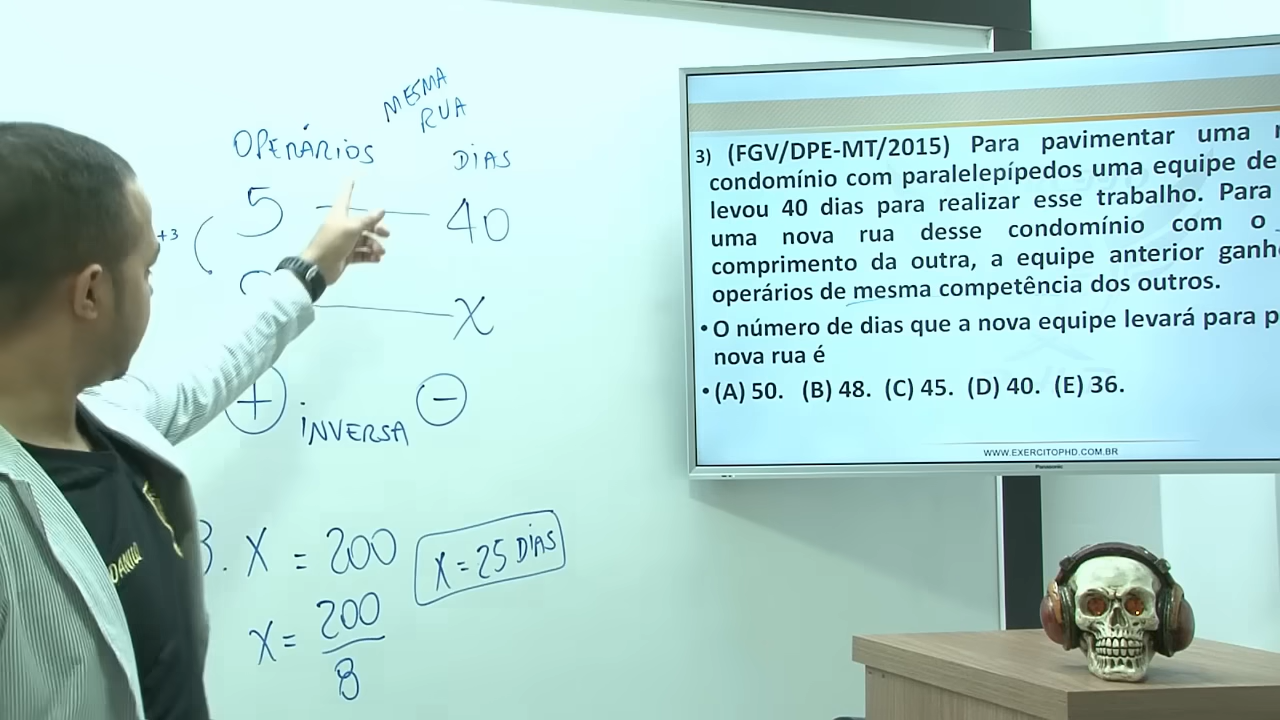 MESMA
RUA
OPERÁRIOS
DIAS
+3
5
40
X
+
INVERSA
-
8. X = 200
X = 200
8
X = 25 DIAS
3) (FGV/DPE-MT/2015) Para pavimentar uma
condomínio com paralelepípedos uma equipe de
levou 40 dias para realizar esse trabalho. Para
uma nova rua desse condomínio com o
comprimento da outra, a equipe anterior ganh
operários de mesma competência dos outros.
• O número de dias que a nova equipe levará para p
nova rua é
• (A) 50. (B) 48. (C) 45. (D) 40. (E) 36.
WWW.EXERCITOPHD.COM.BR
Panasonic